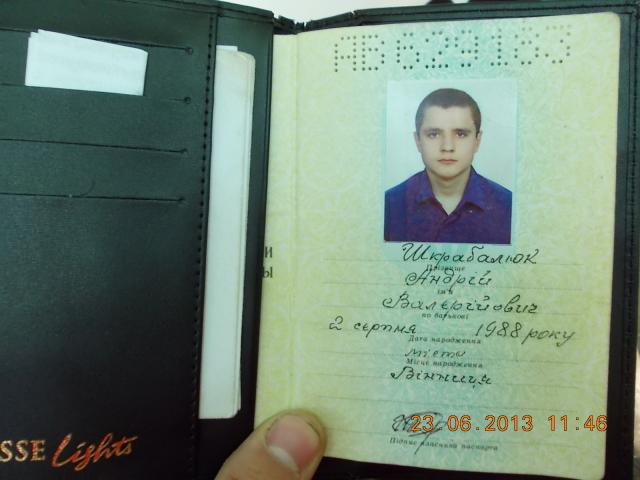 Шкрабалюк
Прізвище
Андрій
Ім'я
Валерійович
по батькові
2 серпня 1988 року
Дата народження
місто
Місце народження
Вінниця
Підпис власника паспорта
23.06.2013 11:46
И
Ы
SSE Lights